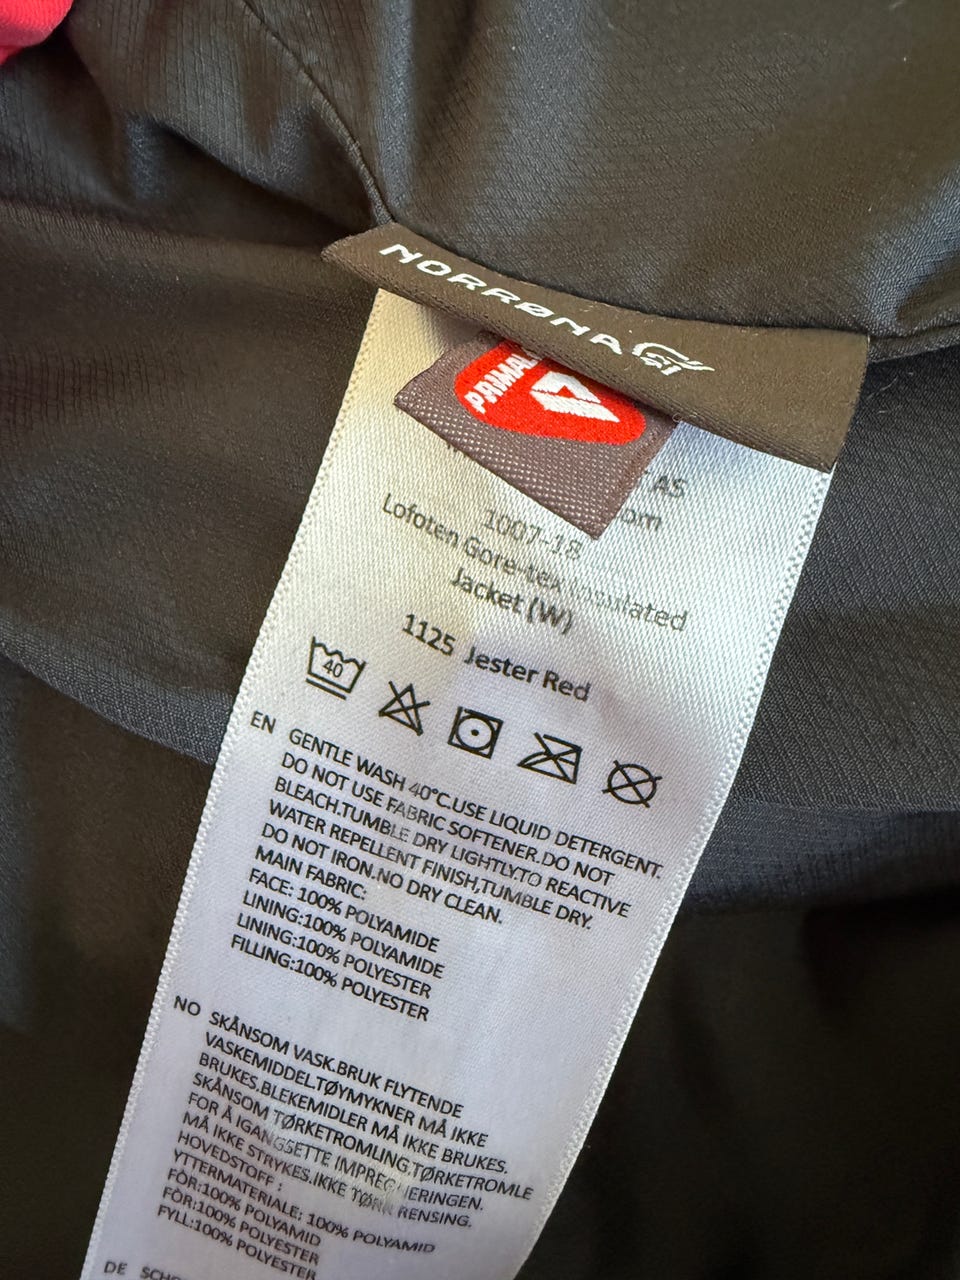 NORRØNA
PRIMAL
AS
om
1007-18
Lofoten Gore-tex Insulated
Jacket (W)
1125 Jester Red
40
EN GENTLE WASH 40°C.USE LIQUID DETERGENT.
DO NOT USE FABRIC SOFTENER.DO NOT
BLEACH.TUMBLE DRY LIGHTLY.TO REACTIVE
WATER REPELLENT FINISH,TUMBLE DRY.
DO NOT IRON.NO DRY CLEAN.
MAIN FABRIC:
FACE: 100% POLYAMIDE
LINING:100% POLYAMIDE
LINING:100% POLYESTER
FILLING:100% POLYESTER
NO SKÅNSOM VASK.BRUK FLYTENDE
VASKEMIDDEL.TØYMYKNER MÅ IKKE
BRUKES.BLEKEMIDLER MÅ IKKE BRUKES.
SKÅNSOM TØRKETROMLING.TØRKETROMLE
FOR Å IGANGSETTE IMPREGNERINGEN.
MÅ IKKE STRYKES.IKKE TØRR RENSING.
HOVEDSTOFF :
YTTERMATERIALE: 100% POLYAMID
FÓR:100% POLYAMID
FÓR:100% POLYESTER
FYLL:100% POLYESTER
DE